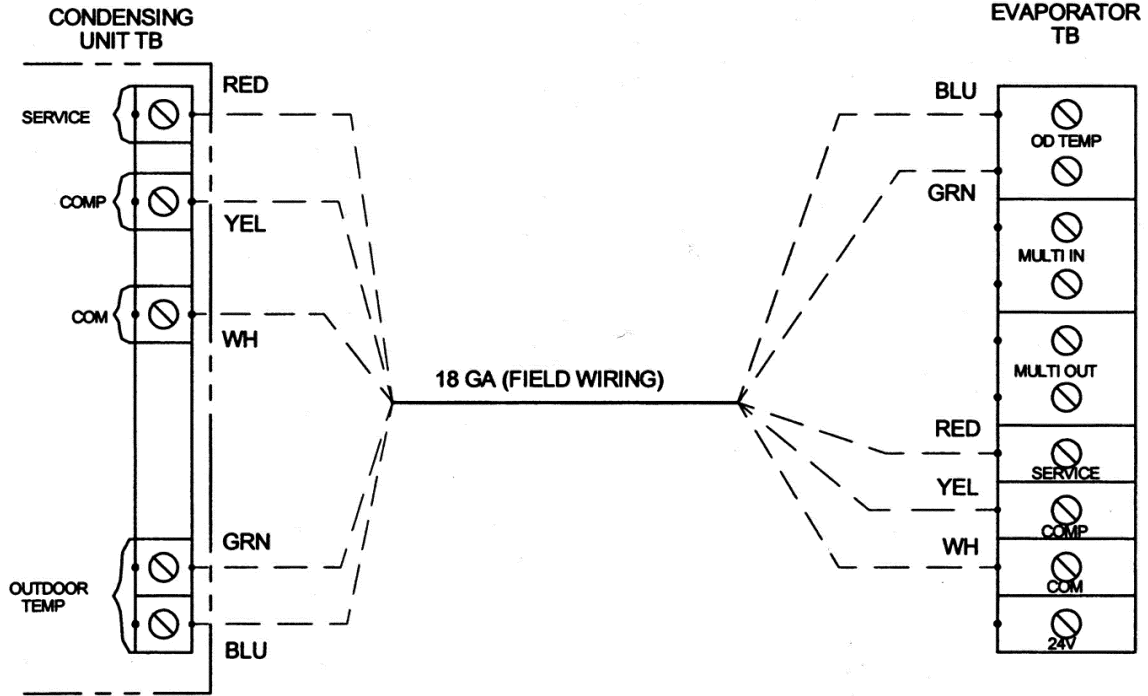 CONDENSING
UNIT TB
EVAPORATOR
TB
RED
SERVICE
COMP
YEL
COM
WH
18 GA (FIELD WIRING)
GRN
OUTDOOR
TEMP
BLU
BLU
OD TEMP
GRN
MULTI IN
MULTI OUT
RED
SERVICE
YEL
COMP
WH
COM
24V